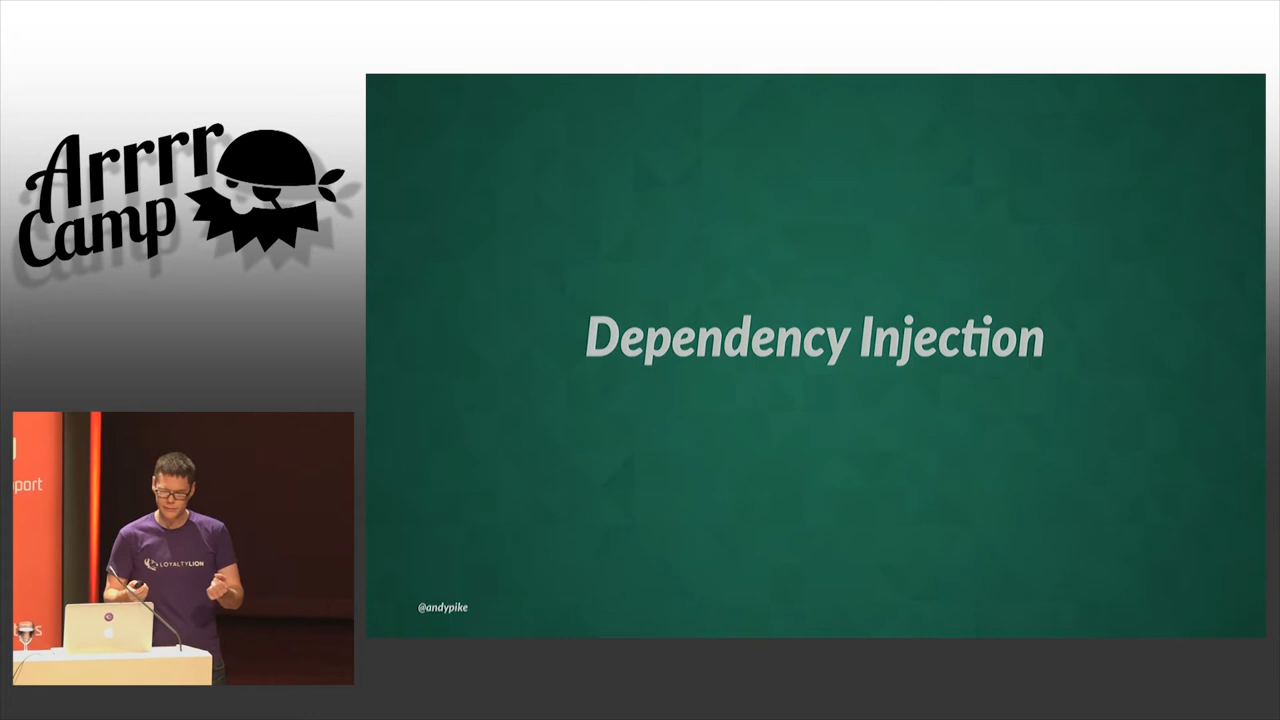 Arrrr
Camp
Dependency Injection
port
LOYALTYLION
@andypike